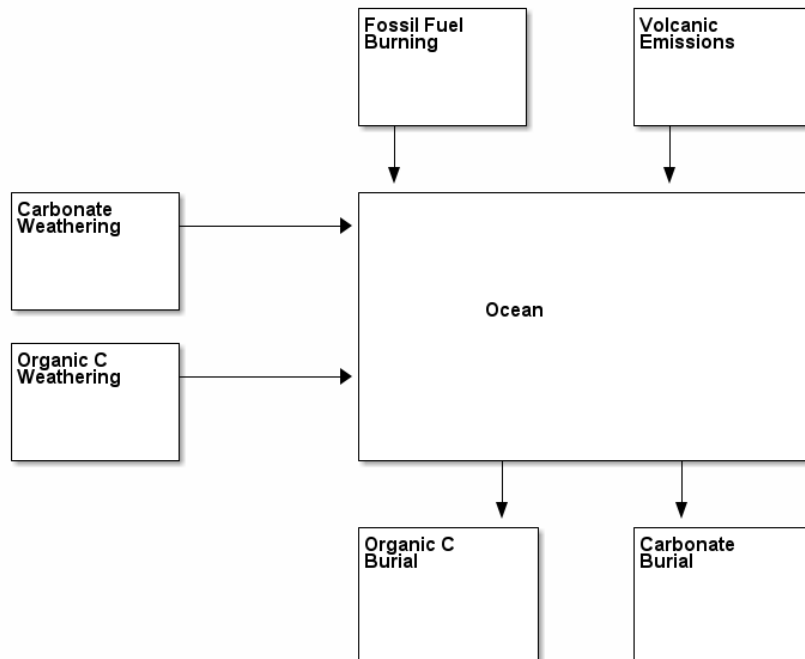 Fossil Fuel
Burning
Volcanic
Emissions
Carbonate
Weathering
Ocean
Organic C
Weathering
Organic C
Burial
Carbonate
Burial